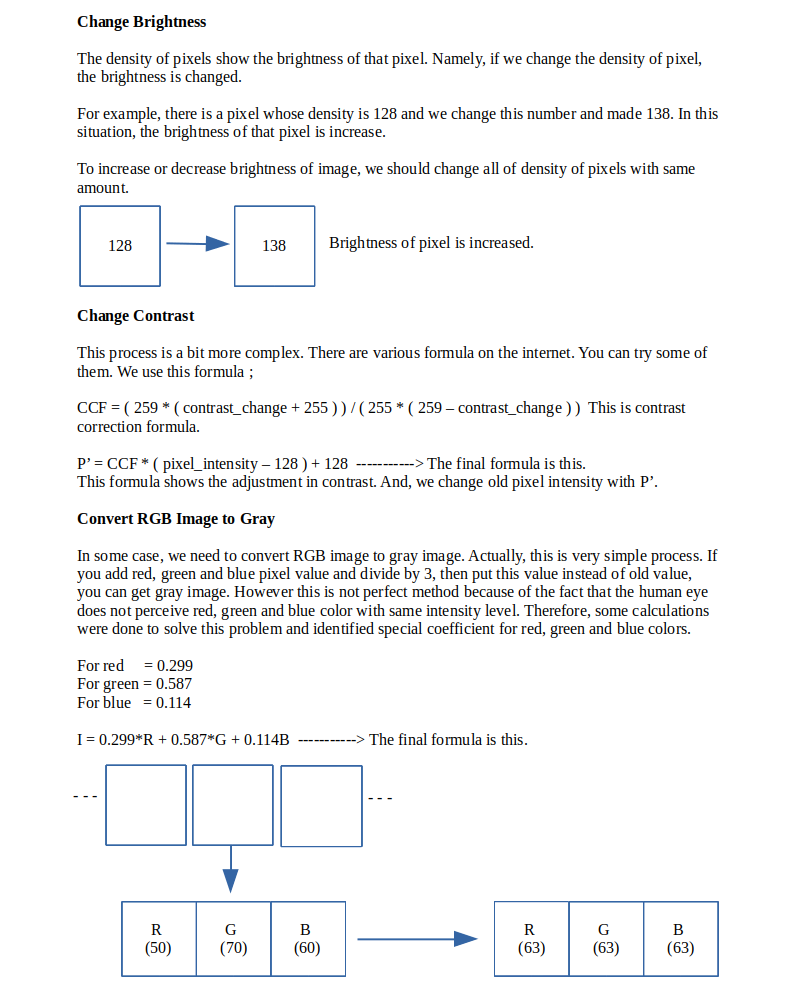 Change Brightness
The density of pixels show the brightness of that pixel. Namely, if we change the density of pixel,
the brightness is changed.
For example, there is a pixel whose density is 128 and we change this number and made 138. In this
situation, the brightness of that pixel is increase.
To increase or decrease brightness of image, we should change all of density of pixels with same
amount.
128
138
Brightness of pixel is increased.
Change Contrast
This process is a bit more complex. There are various formula on the internet. You can try some of
them. We use this formula ;
CCF = ( 259 * ( contrast_change + 255 ) ) / ( 255 * ( 259 – contrast_change ) )  This is contrast
correction formula.
P’ = CCF * ( pixel_intensity – 128 ) + 128  -----------> The final formula is this.
This formula shows the adjustment in contrast. And, we change old pixel intensity with P’.
Convert RGB Image to Gray
In some case, we need to convert RGB image to gray image. Actually, this is very simple process. If
you add red, green and blue pixel value and divide by 3, then put this value instead of old value,
you can get gray image. However this is not perfect method because of the fact that the human eye
does not perceive red, green and blue color with same intensity level. Therefore, some calculations
were done to solve this problem and identified special coefficient for red, green and blue colors.
For red     = 0.299
For green = 0.587
For blue   = 0.114
I = 0.299*R + 0.587*G + 0.114B  -----------> The final formula is this.
- - -
- - -
R G B R G B
(50) (70) (60) (63) (63) (63)